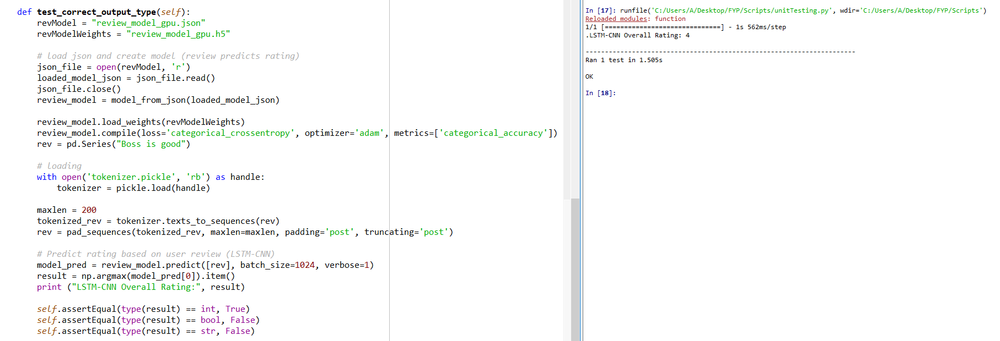 def test_correct_output_type(self):
    revModel = "review_model_gpu.json"
    revModelWeights = "review_model_gpu.h5"

    # load json and create model (review predicts rating)
    json_file = open(revModel, 'r')
    loaded_model_json = json_file.read()
    json_file.close()
    review_model = model_from_json(loaded_model_json)

    review_model.load_weights(revModelWeights)
    review_model.compile(loss='categorical_crossentropy', optimizer='adam', metrics=['categorical_accuracy'])
    rev = pd.Series("Boss is good")

    # loading
    with open('tokenizer.pickle', 'rb') as handle:
        tokenizer = pickle.load(handle)

    maxlen = 200
    tokenized_rev = tokenizer.texts_to_sequences(rev)
    rev = pad_sequences(tokenized_rev, maxlen=maxlen, padding='post', truncating='post')

    # Predict rating based on user review (LSTM-CNN)
    model_pred = review_model.predict([rev], batch_size=1024, verbose=1)
    result = np.argmax(model_pred[0]).item()
    print ("LSTM-CNN Overall Rating:", result)

    self.assertEqual(type(result) == int, True)
    self.assertEqual(type(result) == bool, False)
    self.assertEqual(type(result) == str, False)

In [17]: runfile('C:/Users/A/Desktop/FYP/Scripts/unitTesting.py', wdir='C:/Users/A/Desktop/FYP/Scripts')
Reloaded modules: function
1/1 [==============================] - 1s 562ms/step
.LSTM-CNN Overall Rating: 4

----------------------------------------------------------------------
Ran 1 test in 1.505s

OK

In [18]: